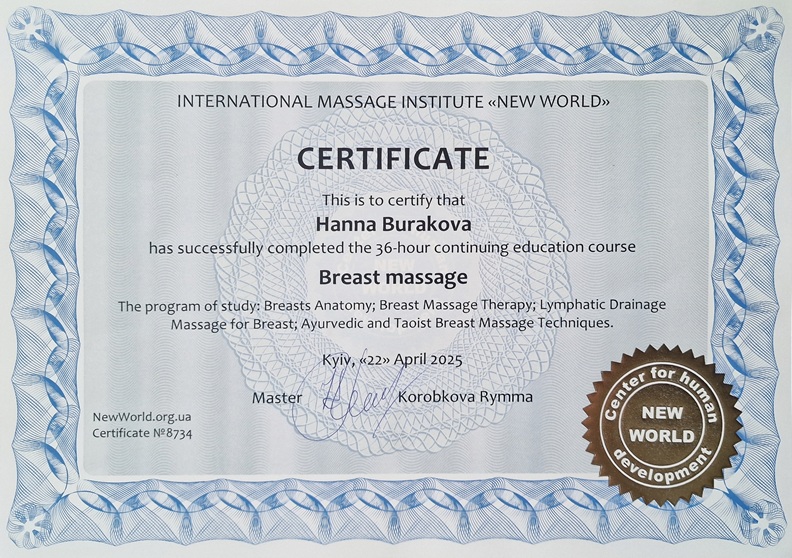 INTERNATIONAL MASSAGE INSTITUTE «NEW WORLD»
CERTIFICATE
This is to certify that
Hanna Burakova
has successfully completed the 36-hour continuing education course
Breast massage
The program of study: Breasts Anatomy; Breast Massage Therapy; Lymphatic Drainage
Massage for Breast; Ayurvedic and Taoist Breast Massage Techniques.
Kyiv, «22» April 2025
Master Korobkova Rymma
NewWorld.org.ua
Certificate №8734
Center for human
NEW
WORLD
development